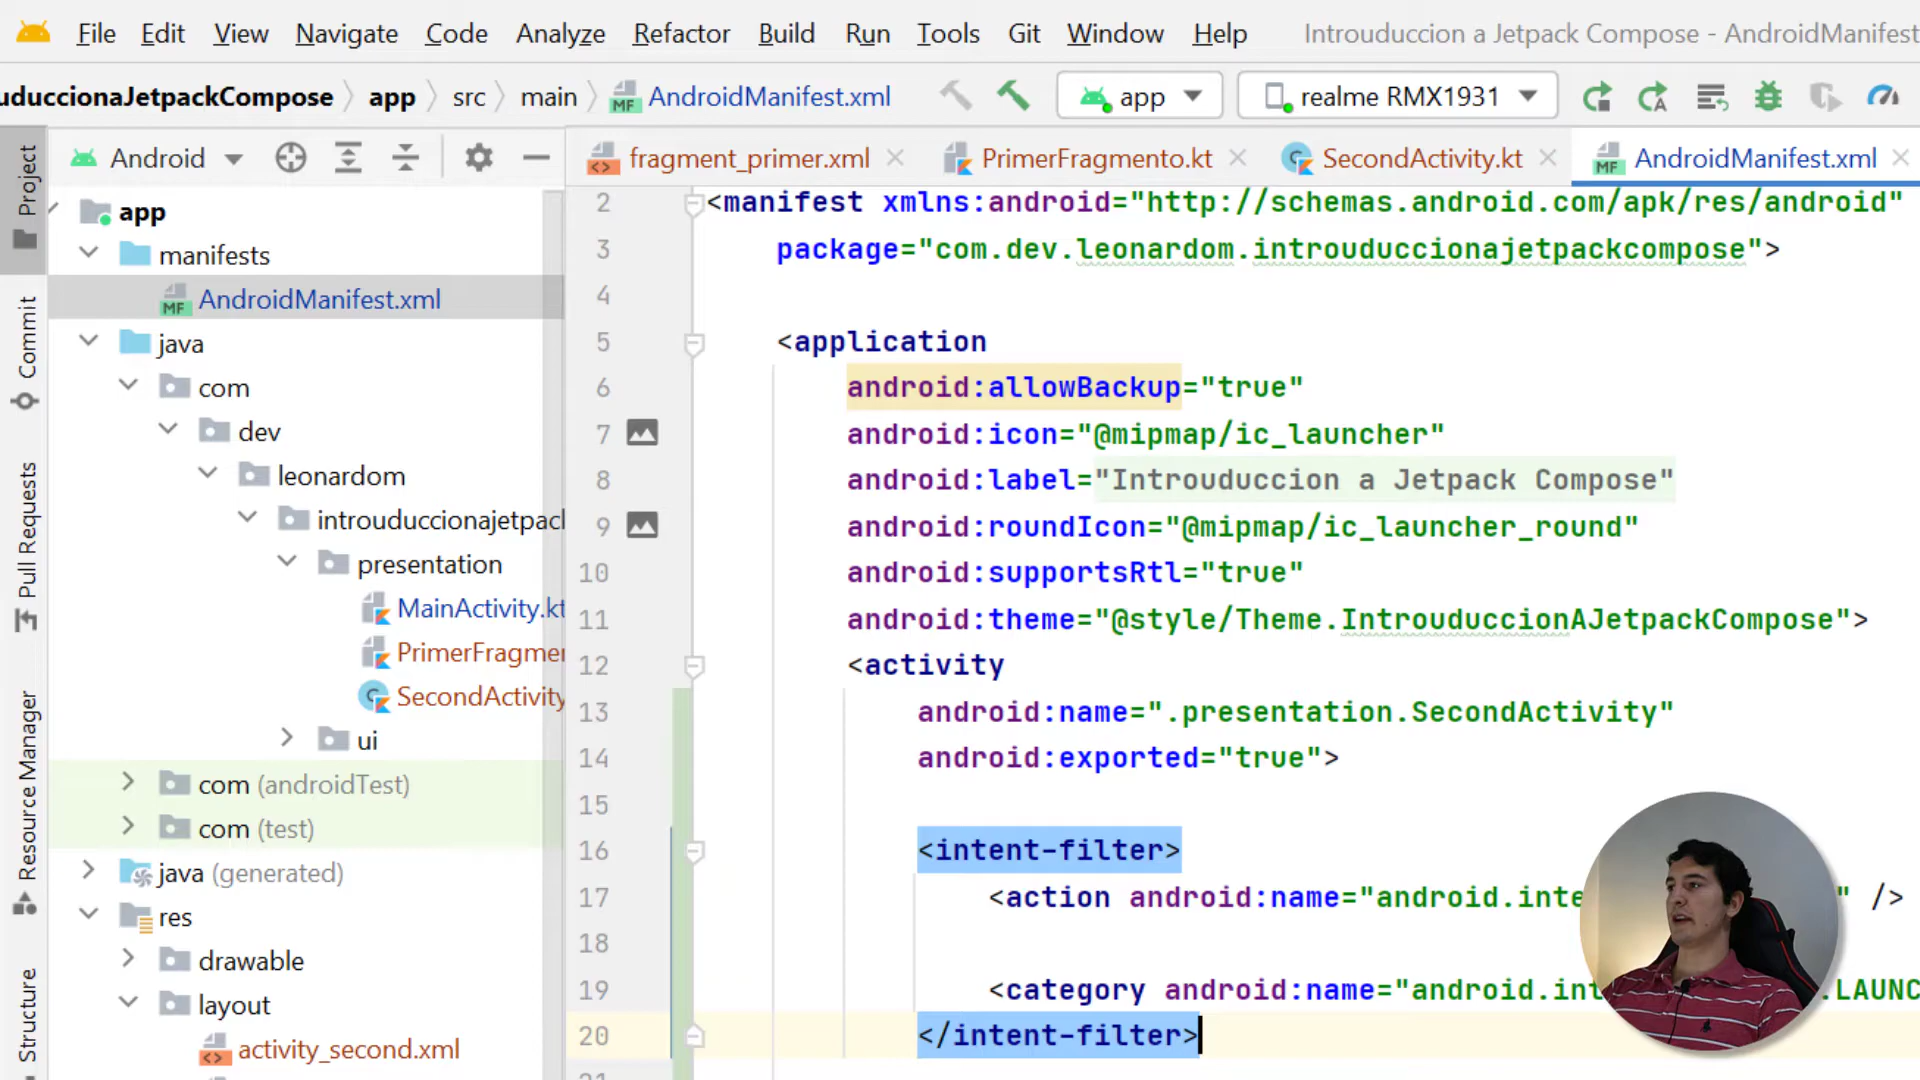 File Edit View Navigate Code Analyze Refactor Build Run Tools Git Window Help Introuduccion a Jetpack Compose - AndroidManifest
uduccionaJetpackCompose app src main AndroidManifest.xml app realme RMX1931
Project
Commit
Pull Requests
Resource Manager
Structure
Android
app
manifests
AndroidManifest.xml
java
com
dev
leonardom
introuduccionajetpack
presentation
MainActivity.kt
PrimerFragmen
SecondActivity
ui
com (androidTest)
com (test)
java (generated)
res
drawable
layout
activity_second.xml
fragment_primer.xml PrimerFragmento.kt SecondActivity.kt AndroidManifest.xml
2 <manifest xmlns:android="http://schemas.android.com/apk/res/android"
3 package="com.dev.leonardom.introuduccionajetpackcompose">
4
5 <application
6 android:allowBackup="true"
7 android:icon="@mipmap/ic_launcher"
8 android:label="Introuduccion a Jetpack Compose"
9 android:roundIcon="@mipmap/ic_launcher_round"
10 android:supportsRtl="true"
11 android:theme="@style/Theme.IntrouduccionAJetpackCompose">
12 <activity
13 android:name=".presentation.SecondActivity"
14 android:exported="true">
15
16 <intent-filter>
17 <action android:name="android.inte " />
18
19 <category android:name="android.int .LAUNC
20 </intent-filter>